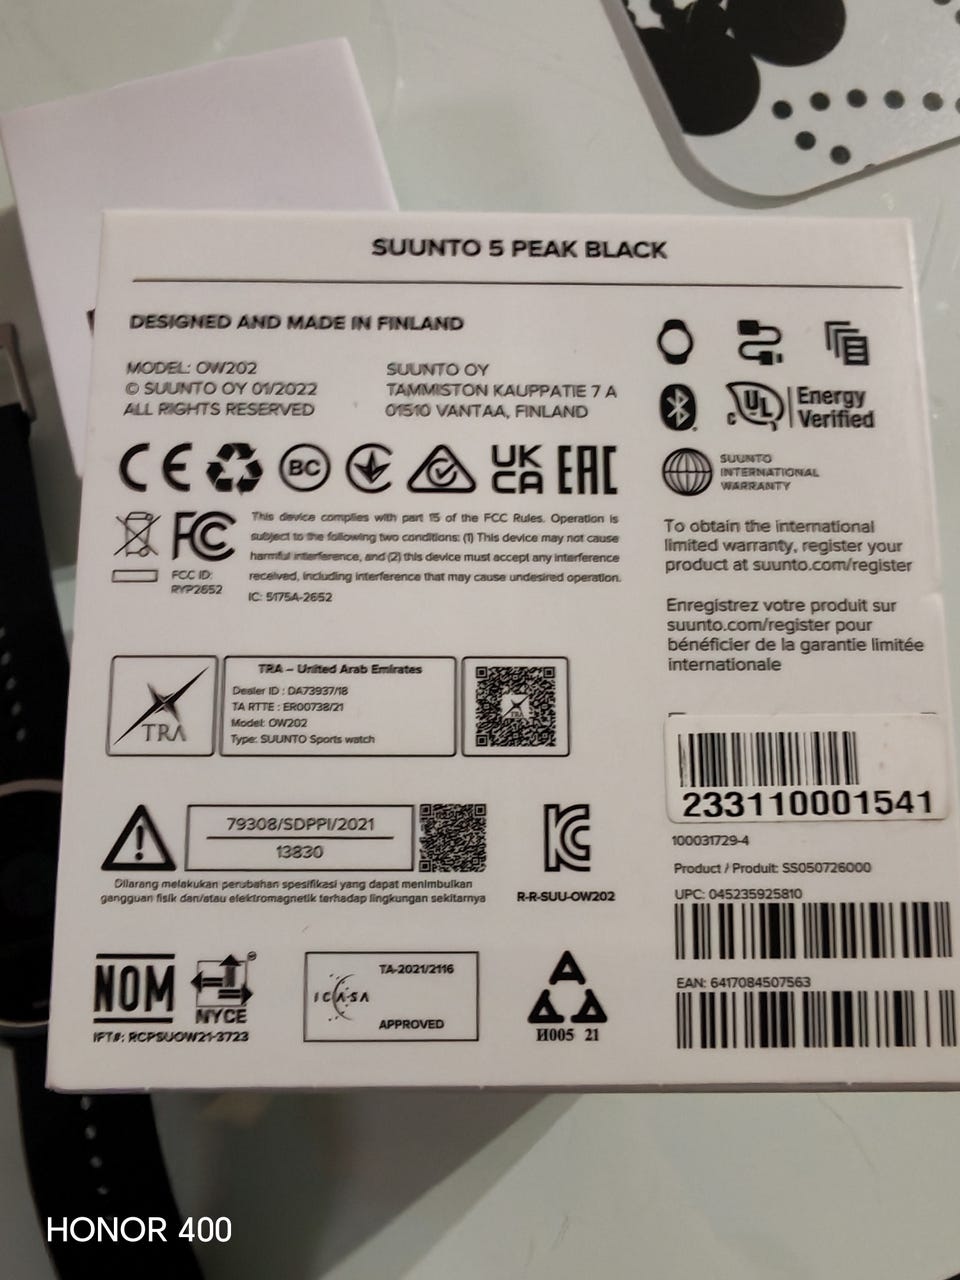 SUUNTO 5 PEAK BLACK
DESIGNED AND MADE IN FINLAND
MODEL: OW202
© SUUNTO OY 01/2022
ALL RIGHTS RESERVED
SUUNTO OY
TAMMISTON KAUPPATIE 7 A
01510 VANTAA, FINLAND
c UL Energy
Verified
CE BC UK
CA EAC
SUUNTO
INTERNATIONAL
WARRANTY
FC
FCC ID:
RYP2652
This device complies with part 15 of the FCC Rules. Operation is
subject to the following two conditions: (1) This device may not cause
harmful interference, and (2) this device must accept any interference
received, including interference that may cause undesired operation.
IC: 5175A-2652
To obtain the international
limited warranty, register your
product at suunto.com/register
Enregistrez votre produit sur
suunto.com/register pour
bénéficier de la garantie limitée
internationale
TRA
TRA – United Arab Emirates
Dealer ID : DA73937/18
TA RTTE : ER00738/21
Model: OW202
Type: SUUNTO Sports watch
TRA
233110001541
100031729-4
Product / Produit: SS050726000
UPC: 045235925810
EAN: 6417084507563
79308/SDPPI/2021
13830
Dilarang melakukan perubahan spesifikasi yang dapat menimbulkan
gangguan fisik dan/atau elektromagnetik terhadap lingkungan sekitarnya
KC
R-R-SUU-OW202
NOM
NYCE
IFT#: RCPSUOW21-3723
ICASA
TA-2021/2116
APPROVED
И005 21
HONOR 400